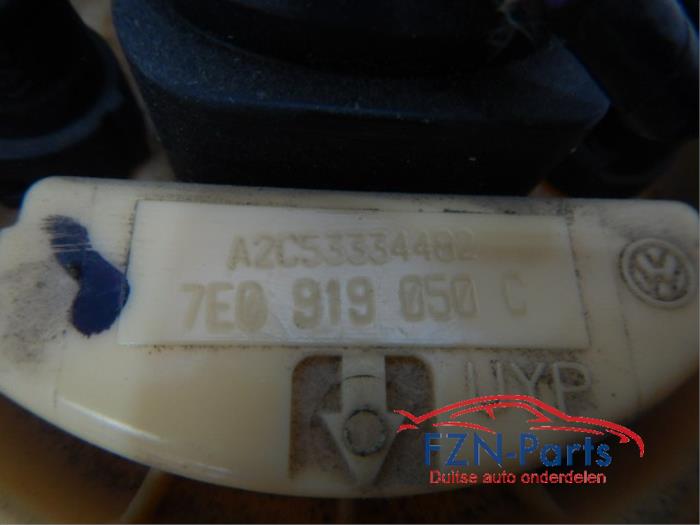 A2C53334482
7E0 919 050 C
FZN-Parts
Duitse auto onderdelen